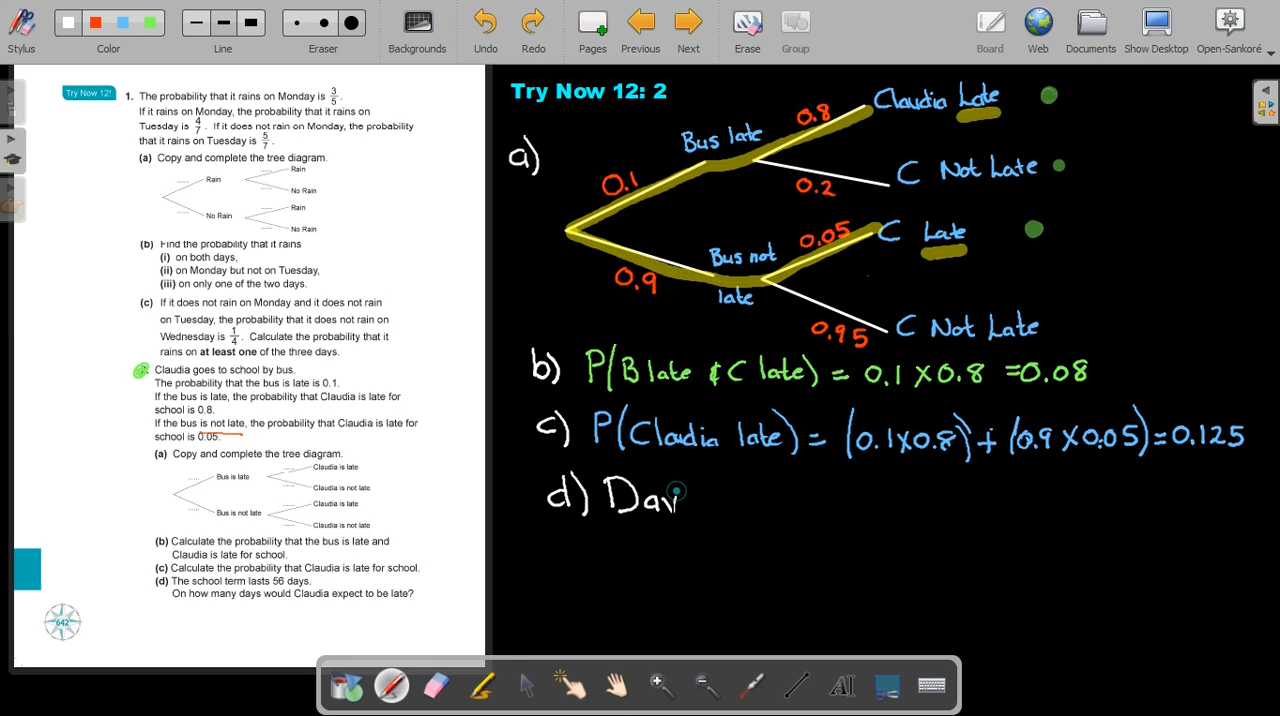 Stylus
Color
Line
Eraser
Backgrounds
Undo
Redo
Pages
Previous
Next
Erase
Group
Board
Web
Documents
Show Desktop
Open-Sankoré
Try Now 12!
1. The probability that it rains on Monday is 3/5.
If it rains on Monday, the probability that it rains on
Tuesday is 4/7. If it does not rain on Monday, the probability
that it rains on Tuesday is 5/7.
(a) Copy and complete the tree diagram.
Rain
Rain
No Rain
No Rain
Rain
No Rain
(b) Find the probability that it rains
(i) on both days,
(ii) on Monday but not on Tuesday,
(iii) on only one of the two days.
(c) If it does not rain on Monday and it does not rain
on Tuesday, the probability that it does not rain on
Wednesday is 1/4. Calculate the probability that it
rains on at least one of the three days.
Claudia goes to school by bus.
The probability that the bus is late is 0.1.
If the bus is late, the probability that Claudia is late for
school is 0.8.
If the bus is not late, the probability that Claudia is late for
school is 0.05.
(a) Copy and complete the tree diagram.
Bus is late
Claudia is late
Claudia is not late
Bus is not late
Claudia is late
Claudia is not late
(b) Calculate the probability that the bus is late and
Claudia is late for school.
(c) Calculate the probability that Claudia is late for school.
(d) The school term lasts 56 days.
On how many days would Claudia expect to be late?
642
Try Now 12: 2
a)
0.1
Bus late
0.8
Claudia Late
0.2
C Not Late
0.9
Bus not
late
0.05
C Late
0.95
C Not Late
b) P(B late & C late) = 0.1 × 0.8 = 0.08
c) P(Claudia late) = (0.1×0.8) + (0.9 × 0.05) = 0.125
d) Day
AI